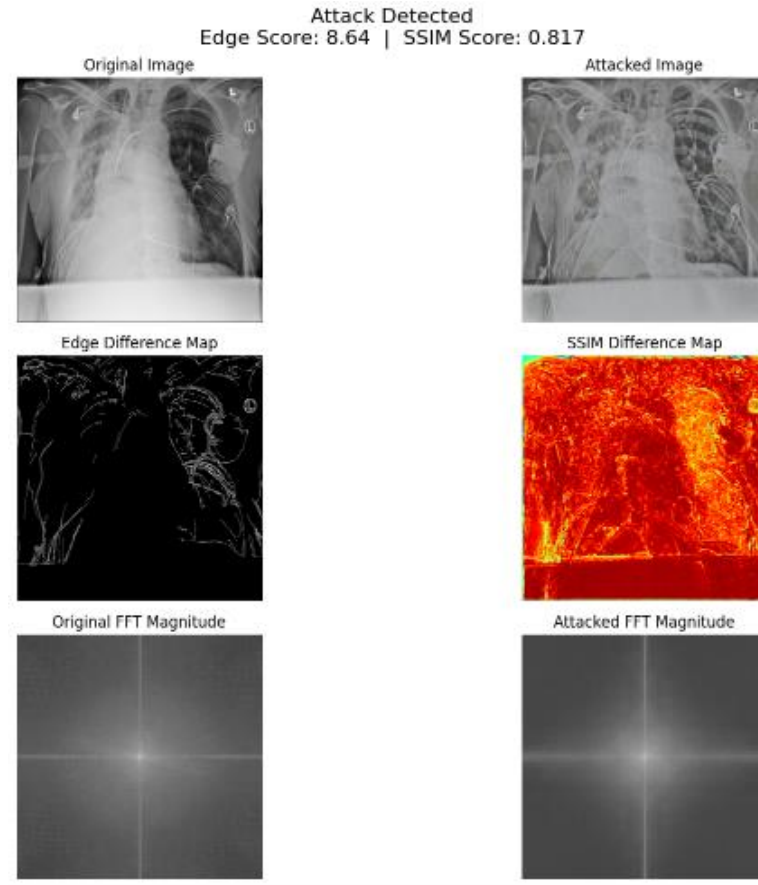 Attack Detected
Edge Score: 8.64 | SSIM Score: 0.817
Original Image
Attacked Image
L
L
Edge Difference Map
SSIM Difference Map
Original FFT Magnitude
Attacked FFT Magnitude